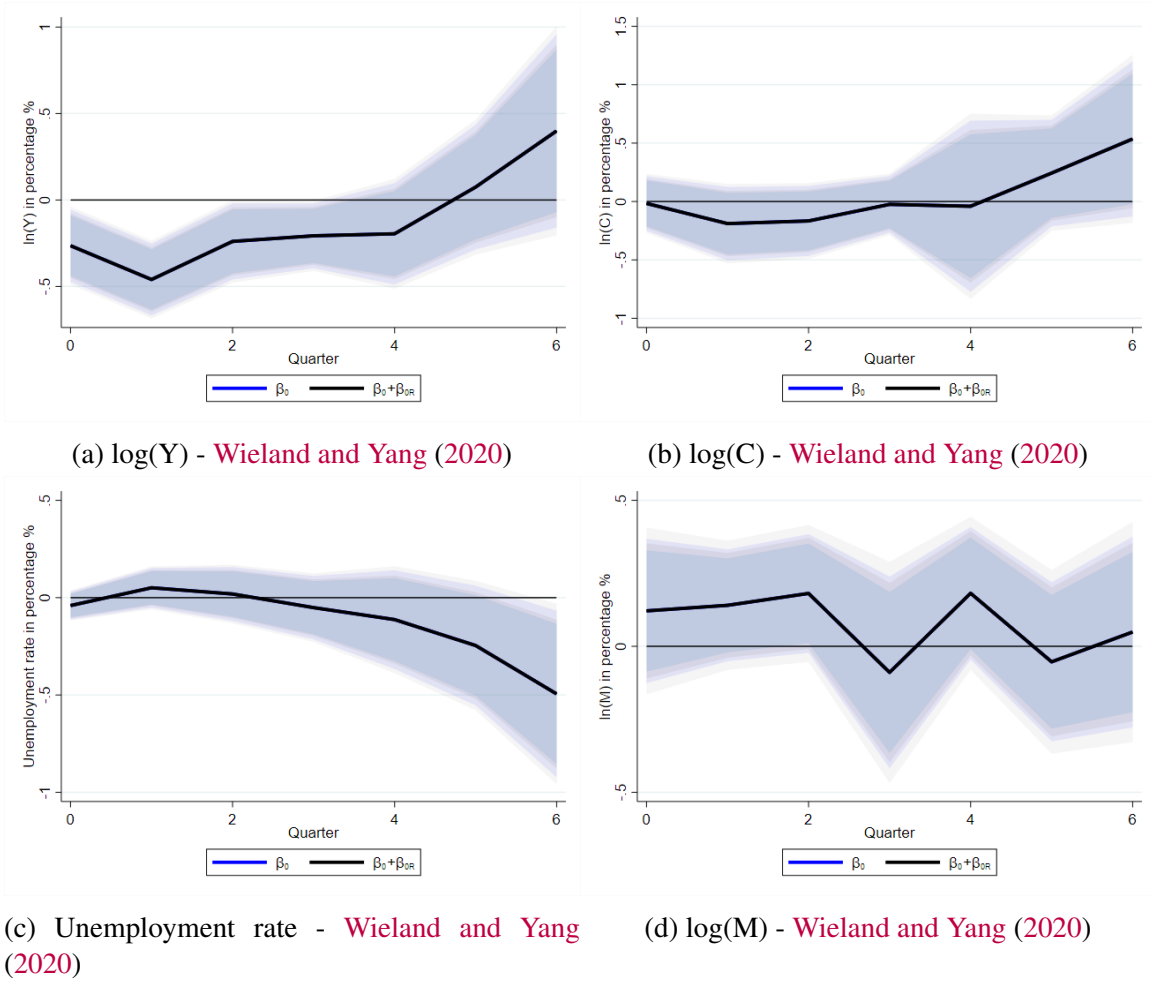 ln(Y) in percentage %
1
.5
0
-.5
0 2 4 6
Quarter
β₀ β₀+β₀R
(a) log(Y) - Wieland and Yang (2020)
ln(C) in percentage %
1.5
1
.5
0
-.5
-1
0 2 4 6
Quarter
β₀ β₀+β₀R
(b) log(C) - Wieland and Yang (2020)
Unemployment rate in percentage %
.5
0
-.5
-1
0 2 4 6
Quarter
β₀ β₀+β₀R
(c) Unemployment rate - Wieland and Yang
(2020)
ln(M) in percentage %
.5
0
-.5
0 2 4 6
Quarter
β₀ β₀+β₀R
(d) log(M) - Wieland and Yang (2020)